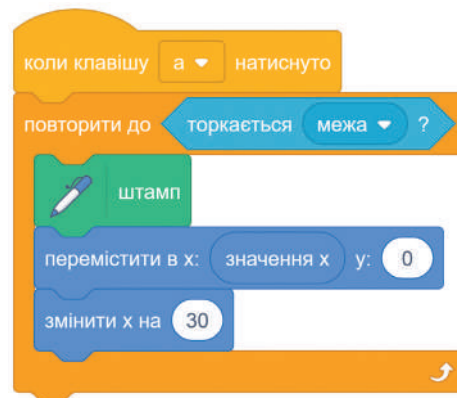 коли клавішу а натиснуто
повторити до торкається межа ?
штамп
перемістити в x: значення x y: 0
змінити x на 30